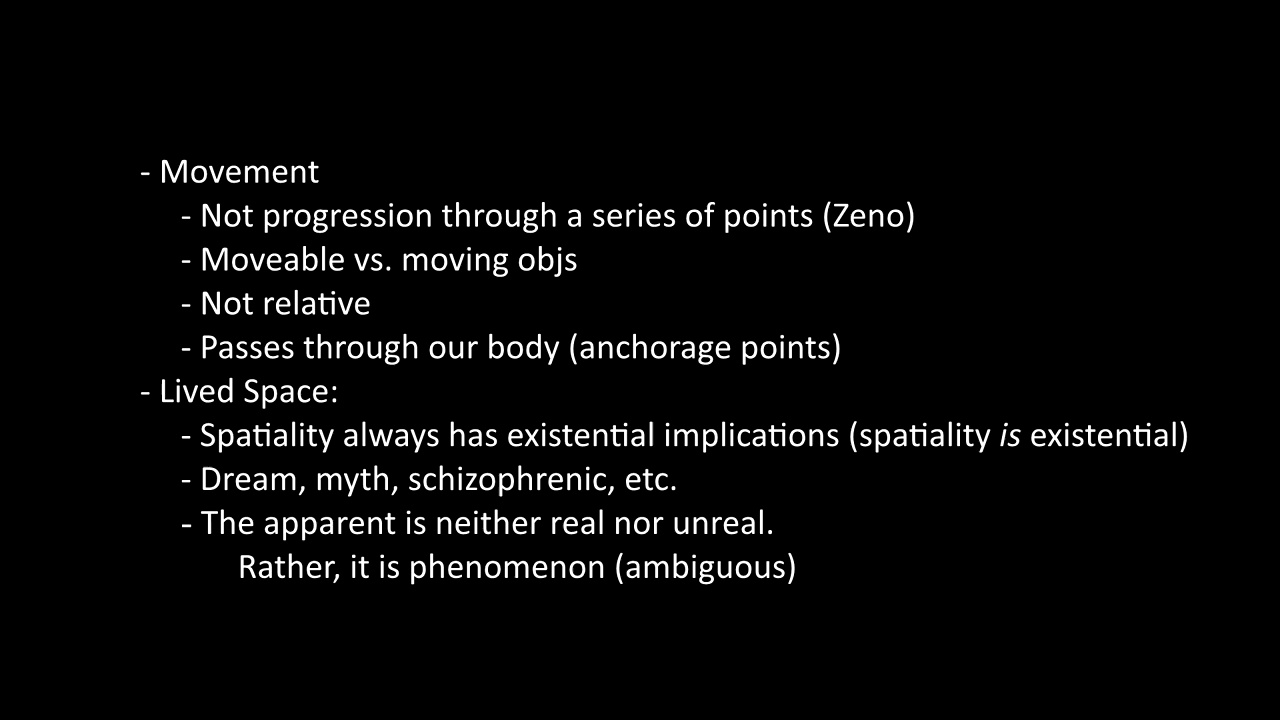 - Movement
- Not progression through a series of points (Zeno)
- Moveable vs. moving objs
- Not relative
- Passes through our body (anchorage points)
- Lived Space:
- Spatiality always has existential implications (spatiality is existential)
- Dream, myth, schizophrenic, etc.
- The apparent is neither real nor unreal.
Rather, it is phenomenon (ambiguous)